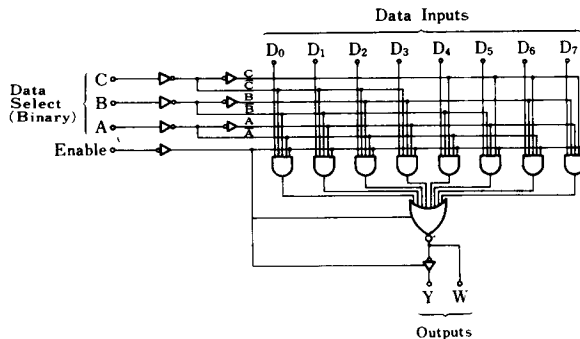 Data Inputs
D0 D1 D2 D3 D4 D5 D6 D7
Data
Select
(Binary)
C
C
C
B
B
B
A
A
A
Enable
Y W
Outputs